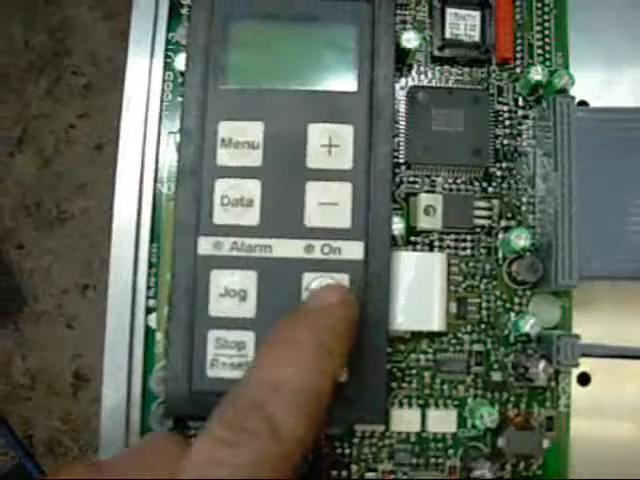 Menu +
Data −
Alarm On
Jog
Stop
Reset